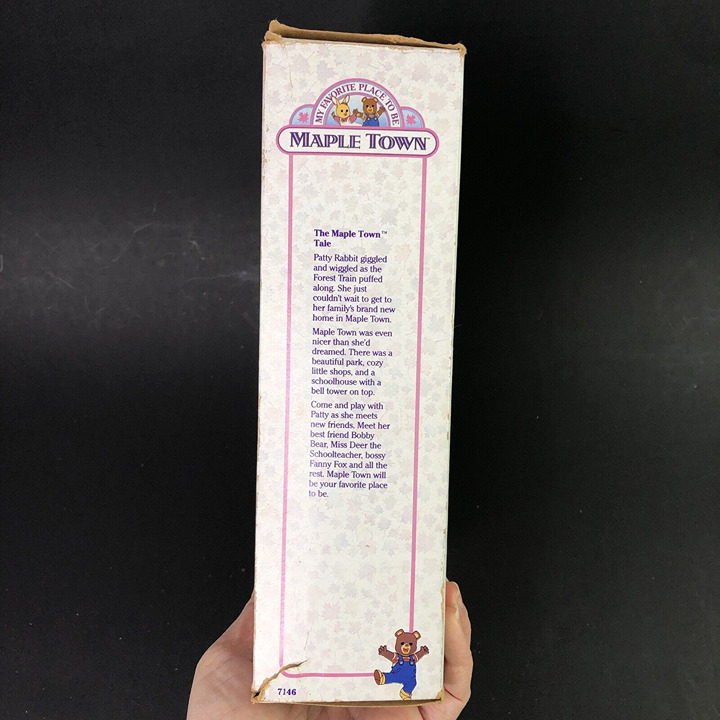 MY FAVORITE PLACE TO BE
MAPLE TOWN™
The Maple Town™
Tale
Patty Rabbit giggled
and wiggled as the
Forest Train puffed
along. She just
couldn't wait to get to
her family's brand new
home in Maple Town.
Maple Town was even
nicer than she'd
dreamed. There was a
beautiful park, cozy
little shops, and a
schoolhouse with a
bell tower on top.
Come and play with
Patty as she meets
new friends. Meet her
best friend Bobby
Bear, Miss Deer the
Schoolteacher, bossy
Fanny Fox and all the
rest. Maple Town will
be your favorite place
to be.
7146